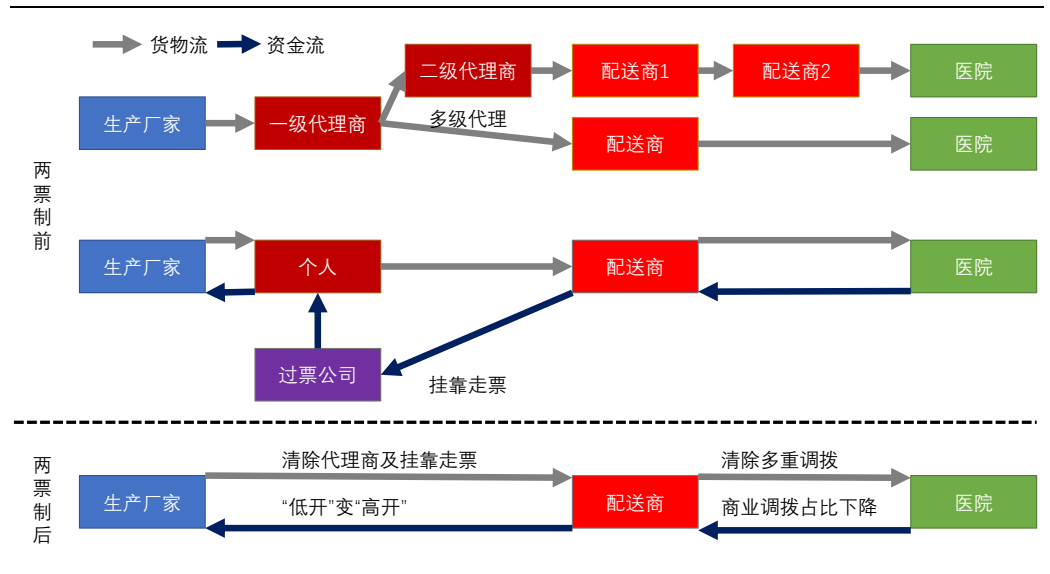 货物流
资金流
二级代理商
配送商1
配送商2
医院
生产厂家
一级代理商
多级代理
配送商
医院
两票制前
生产厂家
个人
配送商
医院
过票公司
挂靠走票
两票制后
清除代理商及挂靠走票
清除多重调拨
生产厂家
配送商
医院
“低开”变“高开”
商业调拨占比下降